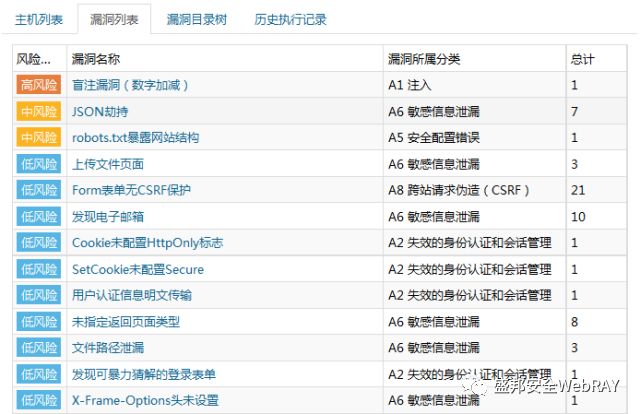 主机列表 漏洞列表 漏洞目录树 历史执行记录
风险... 漏洞名称 漏洞所属分类 总计
高风险 盲注漏洞（数字加减） A1 注入 1
中风险 JSON劫持 A6 敏感信息泄漏 7
中风险 robots.txt暴露网站结构 A5 安全配置错误 1
低风险 上传文件页面 A6 敏感信息泄漏 3
低风险 Form表单无CSRF保护 A8 跨站请求伪造（CSRF） 21
低风险 发现电子邮箱 A6 敏感信息泄漏 10
低风险 Cookie未配置HttpOnly标志 A2 失效的身份认证和会话管理 1
低风险 SetCookie未配置Secure A2 失效的身份认证和会话管理 1
低风险 用户认证信息明文传输 A2 失效的身份认证和会话管理 1
低风险 未指定返回页面类型 A6 敏感信息泄漏 8
低风险 文件路径泄漏 A6 敏感信息泄漏 3
低风险 发现可暴力猜解的登录表单 A2 失效的身份认证和会话管理 1
低风险 X-Frame-Options头未设置 1
盛邦安全WebRAY